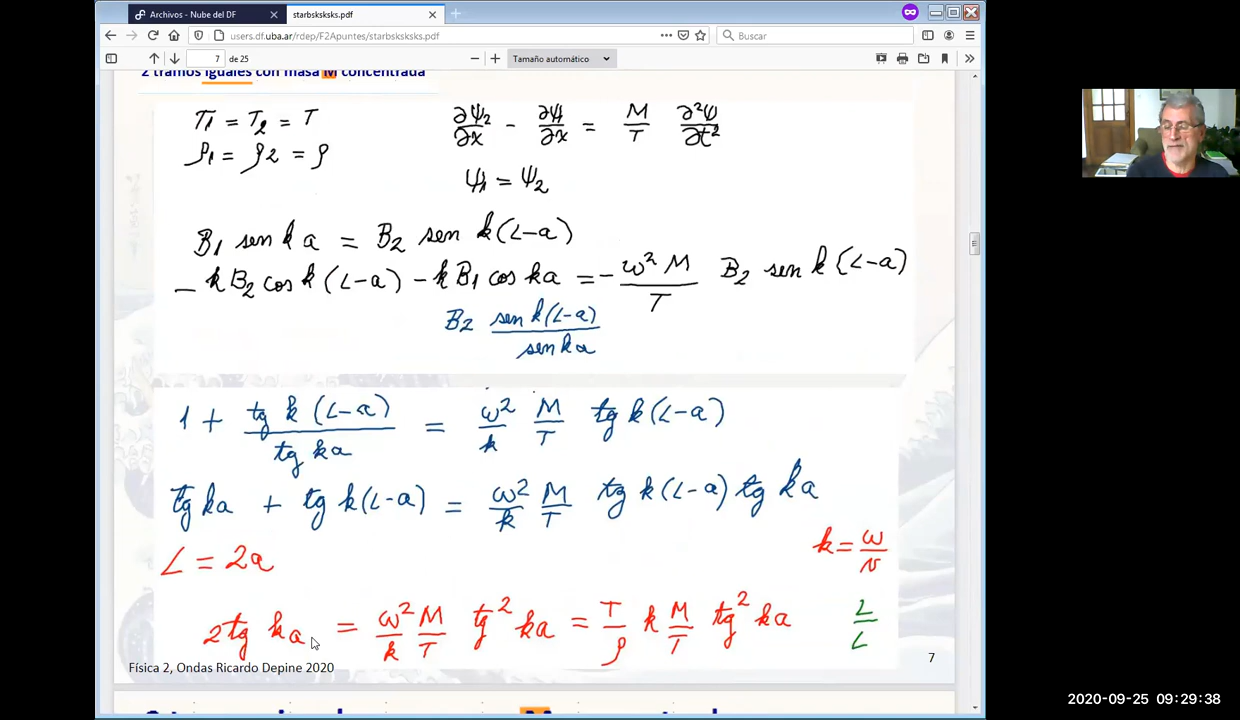 Archivos - Nube del DF
starbsksksks.pdf
users.df.uba.ar/rdep/F2Apuntes/starbsksksks.pdf
Buscar
7 de 25
Tamaño automático
2 tramos iguales con masa M concentrada
T₁ = T₂ = T
∂ψ₂/∂x - ∂ψ₁/∂x = M/T ∂²ψ/∂t²
ρ₁ = ρ₂ = ρ
ψ₁ = ψ₂
B₁ sen k a = B₂ sen k (L-a)
- k B₂ cos k (L-a) - k B₁ cos ka = - ω² M / T B₂ sen k (L-a)
B₂ sen k(L-a) / sen ka
1 + tg k (L-a) / tg ka = ω²/k M/T tg k (L-a)
tg ka + tg k (L-a) = ω²/k M/T tg k (L-a) tg ka
L = 2a
k = ω/v
2 tg ka = ω²/k M/T tg² ka = T/ρ k M/T tg² ka
2/L
Física 2, Ondas Ricardo Depine 2020
7
2020-09-25 09:29:38